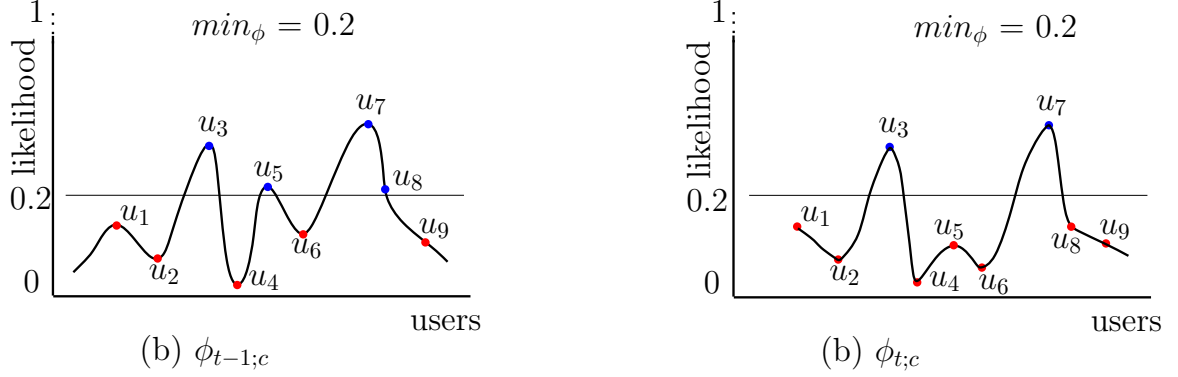 1
min_ϕ = 0.2
likelihood
u_7
u_3
u_5
u_8
0.2
u_1
u_9
u_6
u_2
u_4
0
users
(b) ϕ_{t−1;c}
1
min_ϕ = 0.2
likelihood
u_7
u_3
0.2
u_1
u_5
u_8
u_9
u_2
u_4
u_6
0
users
(b) ϕ_{t;c}